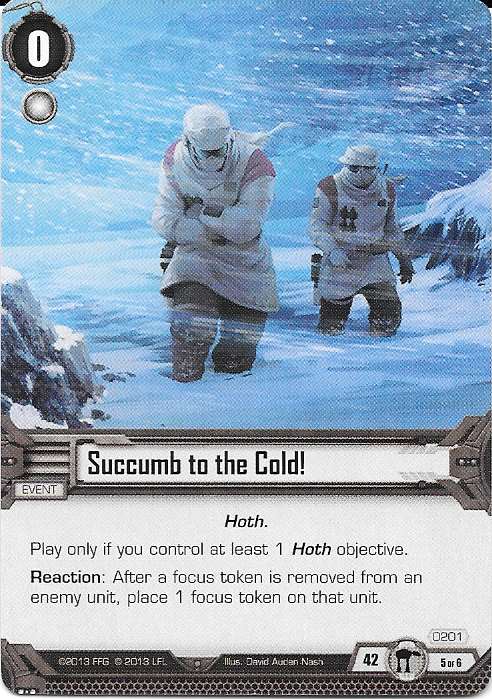 0
Succumb to the Cold!
EVENT
Hoth.
Play only if you control at least 1 Hoth objective.
Reaction: After a focus token is removed from an
enemy unit, place 1 focus token on that unit.
0201
©2013 FFG © 2013 LFL
Illus. David Auden Nash
42
5 of 6